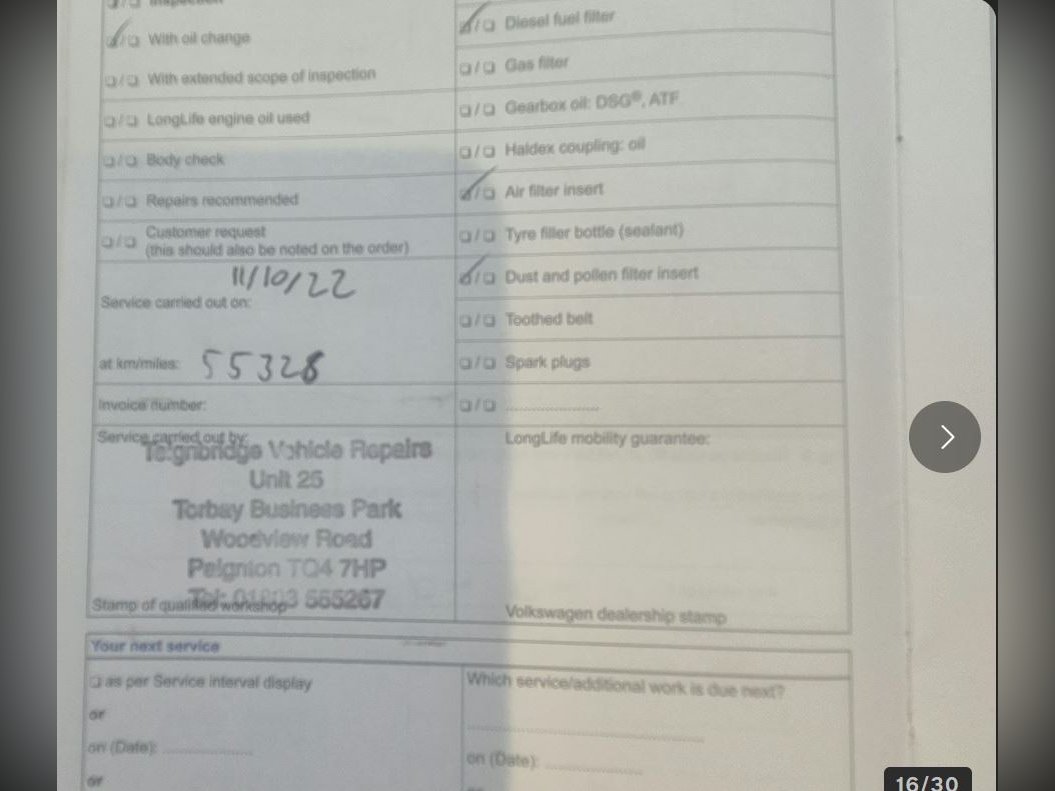 Inspection
With oil change
With extended scope of inspection
LongLife engine oil used
Body check
Repairs recommended
Customer request
(this should also be noted on the order)
11/10/22
Service carried out on:
at km/miles: 55328
Invoice number:
Service carried out by:
Teignbridge Vehicle Repairs
Unit 25
Torbay Business Park
Woodview Road
Paignton TQ4 7HP
Tel: 01803 555267
Stamp of qualified workshop
Diesel fuel filter
Gas filter
Gearbox oil: DSG®, ATF
Haldex coupling: oil
Air filter insert
Tyre filler bottle (sealant)
Dust and pollen filter insert
Toothed belt
Spark plugs
LongLife mobility guarantee:
Volkswagen dealership stamp
Your next service
as per Service interval display
or
on (Date):
or
Which service/additional work is due next?
on (Date):
16/30